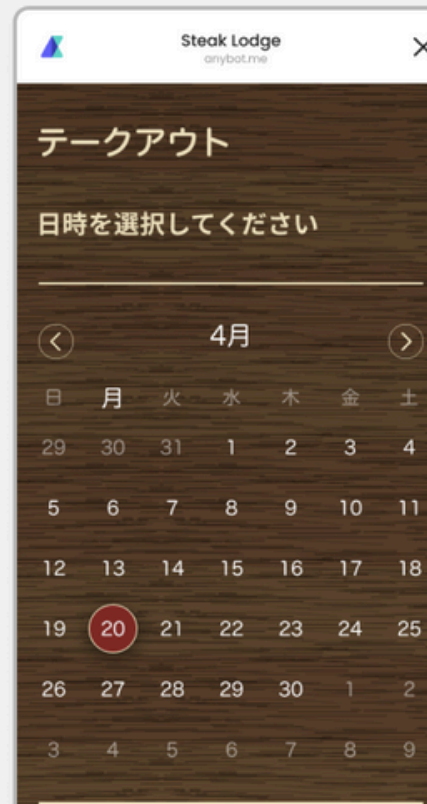 Steak Lodge
anybot.me
テークアウト
日時を選択してください
4月
日 月 火 水 木 金 土
29 30 31 1 2 3 4
5 6 7 8 9 10 11
12 13 14 15 16 17 18
19 20 21 22 23 24 25
26 27 28 29 30 1 2
3 4 5 6 7 8 9